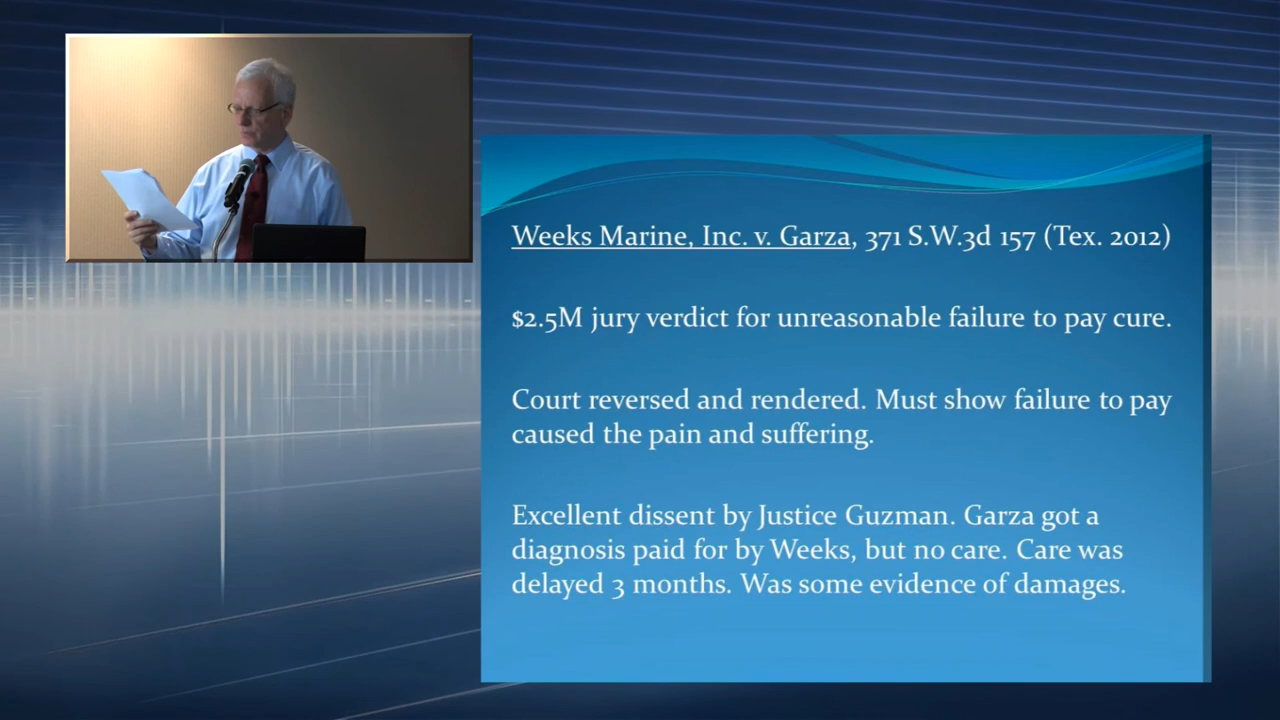 Weeks Marine, Inc. v. Garza, 371 S.W.3d 157 (Tex. 2012)
$2.5M jury verdict for unreasonable failure to pay cure.
Court reversed and rendered. Must show failure to pay
caused the pain and suffering.
Excellent dissent by Justice Guzman. Garza got a
diagnosis paid for by Weeks, but no care. Care was
delayed 3 months. Was some evidence of damages.